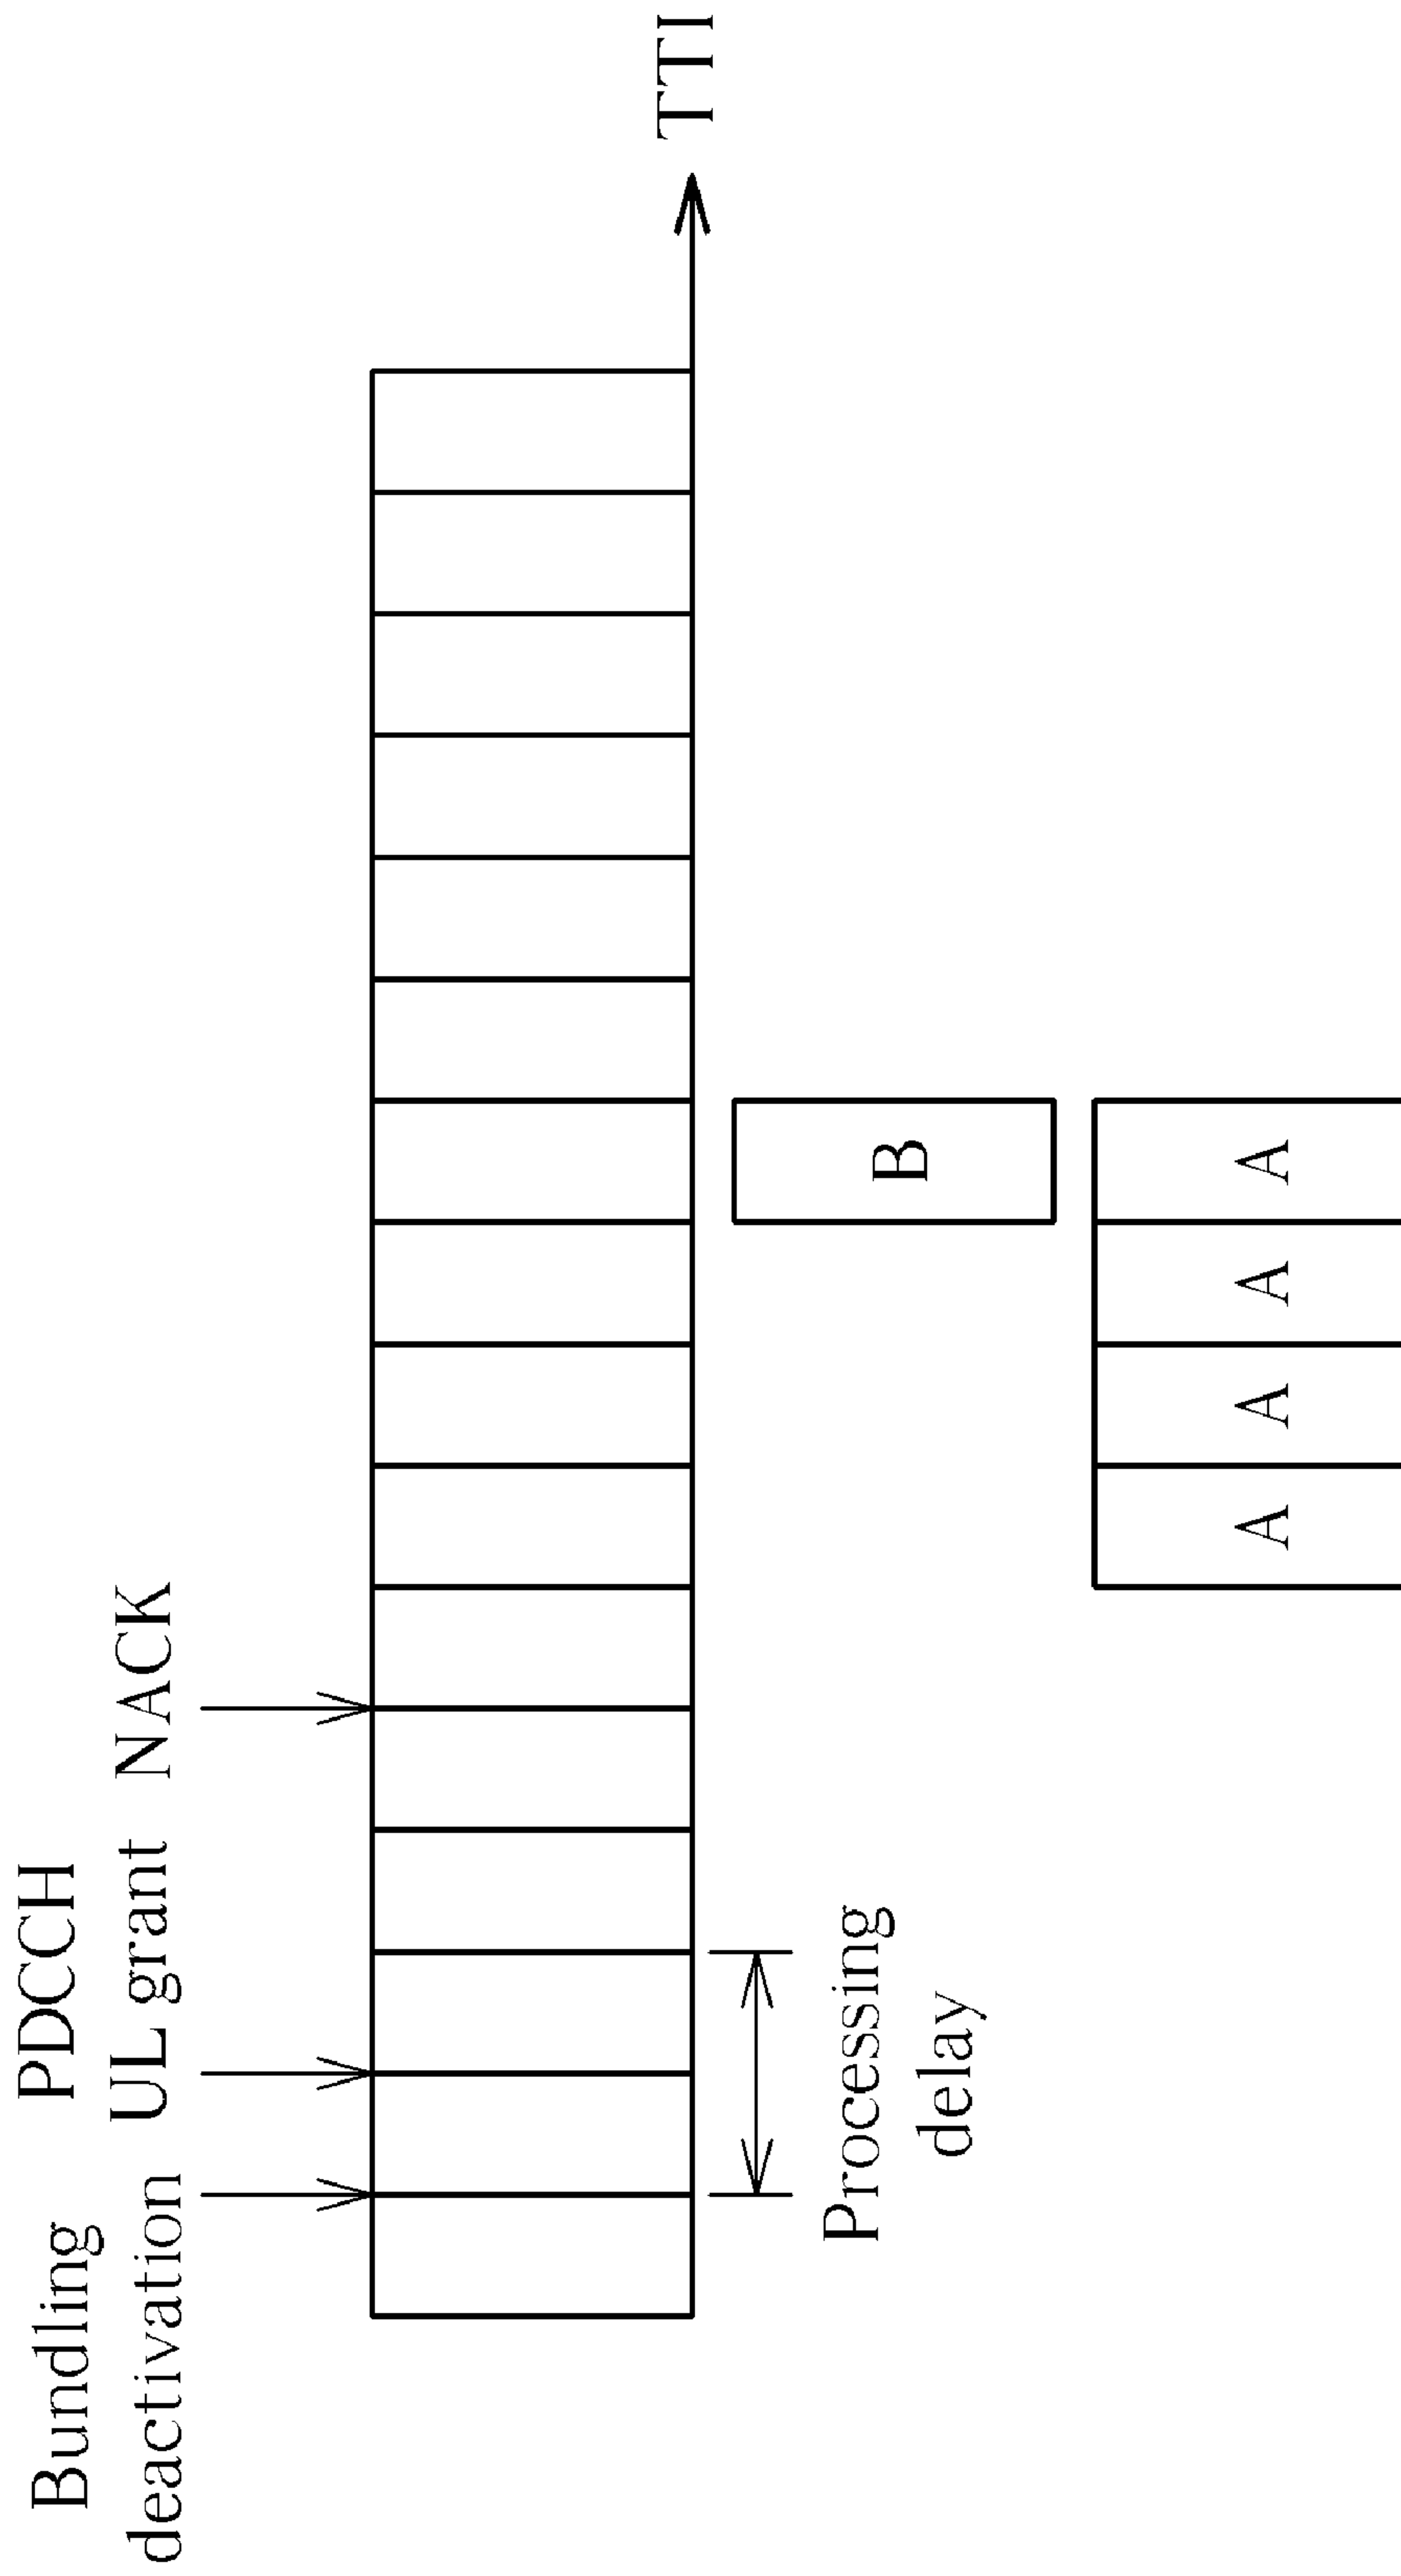 Bundling
deactivation
PDCCH
UL grant
NACK
TTI
Processing
delay
B
A
A
A
A